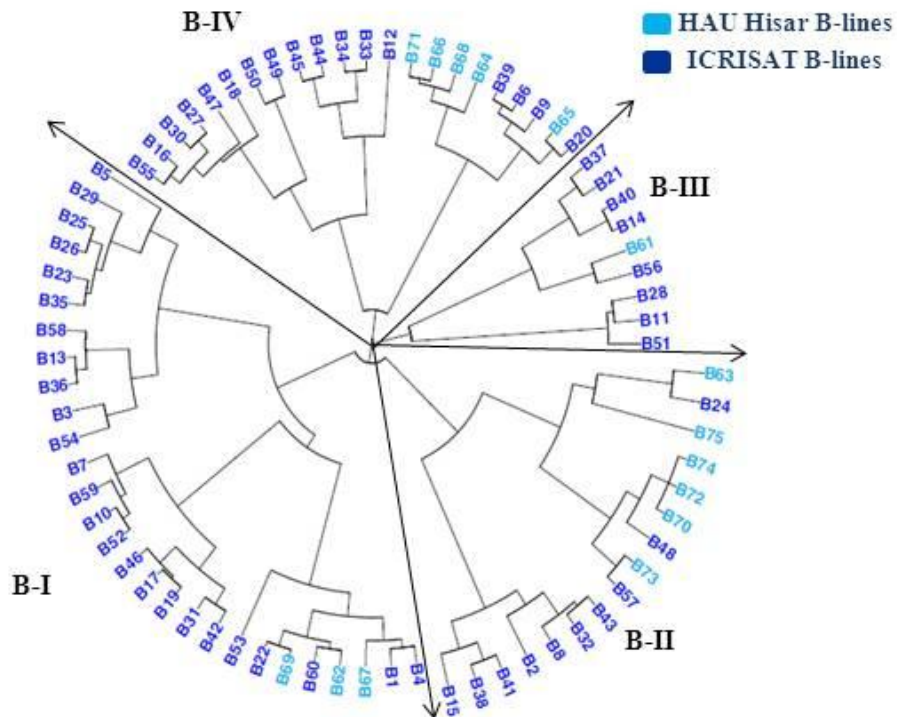 B-IV
HAU Hisar B-lines
ICRISAT B-lines
B5
B55
B16
B30
B27
B47
B18
B50
B49
B45
B44
B34
B33
B12
B71
B66
B68
B64
B39
B6
B9
B65
B20
B-III
B37
B21
B40
B14
B61
B56
B28
B11
B51
B63
B24
B75
B74
B72
B70
B48
B73
B57
B-II
B43
B32
B8
B2
B41
B38
B15
B4
B1
B67
B62
B60
B69
B22
B53
B42
B31
B19
B17
B46
B52
B10
B59
B7
B-I
B54
B3
B36
B13
B58
B35
B23
B26
B25
B29